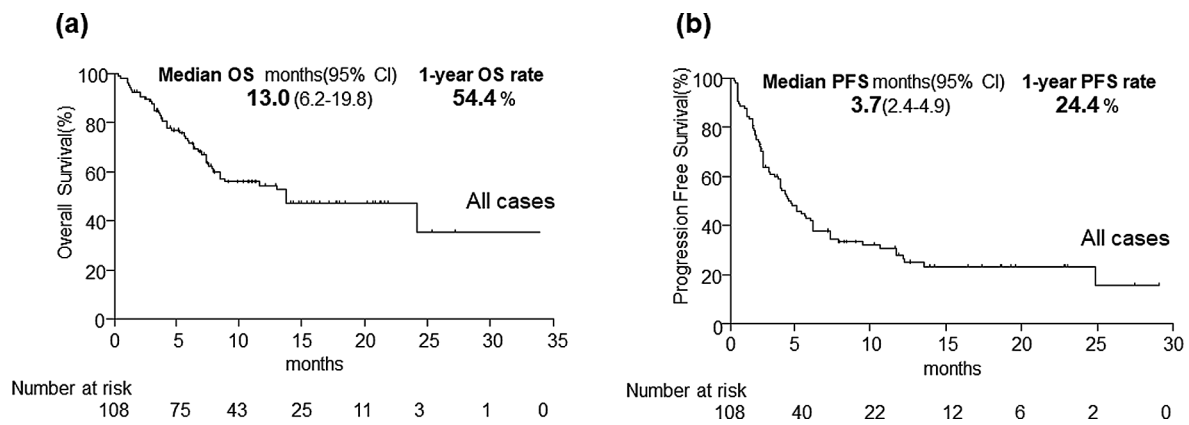 (a)
Median OS months(95% CI) 1-year OS rate
13.0 (6.2-19.8) 54.4 %
Overall Survival(%)
100
80
60
40
20
0
All cases
0 5 10 15 20 25 30 35
months
Number at risk
108 75 43 25 11 3 1 0
(b)
Median PFS months(95% CI) 1-year PFS rate
3.7(2.4-4.9) 24.4 %
Progression Free Survival(%)
100
80
60
40
20
0
All cases
0 5 10 15 20 25 30
months
Number at risk
108 40 22 12 6 2 0